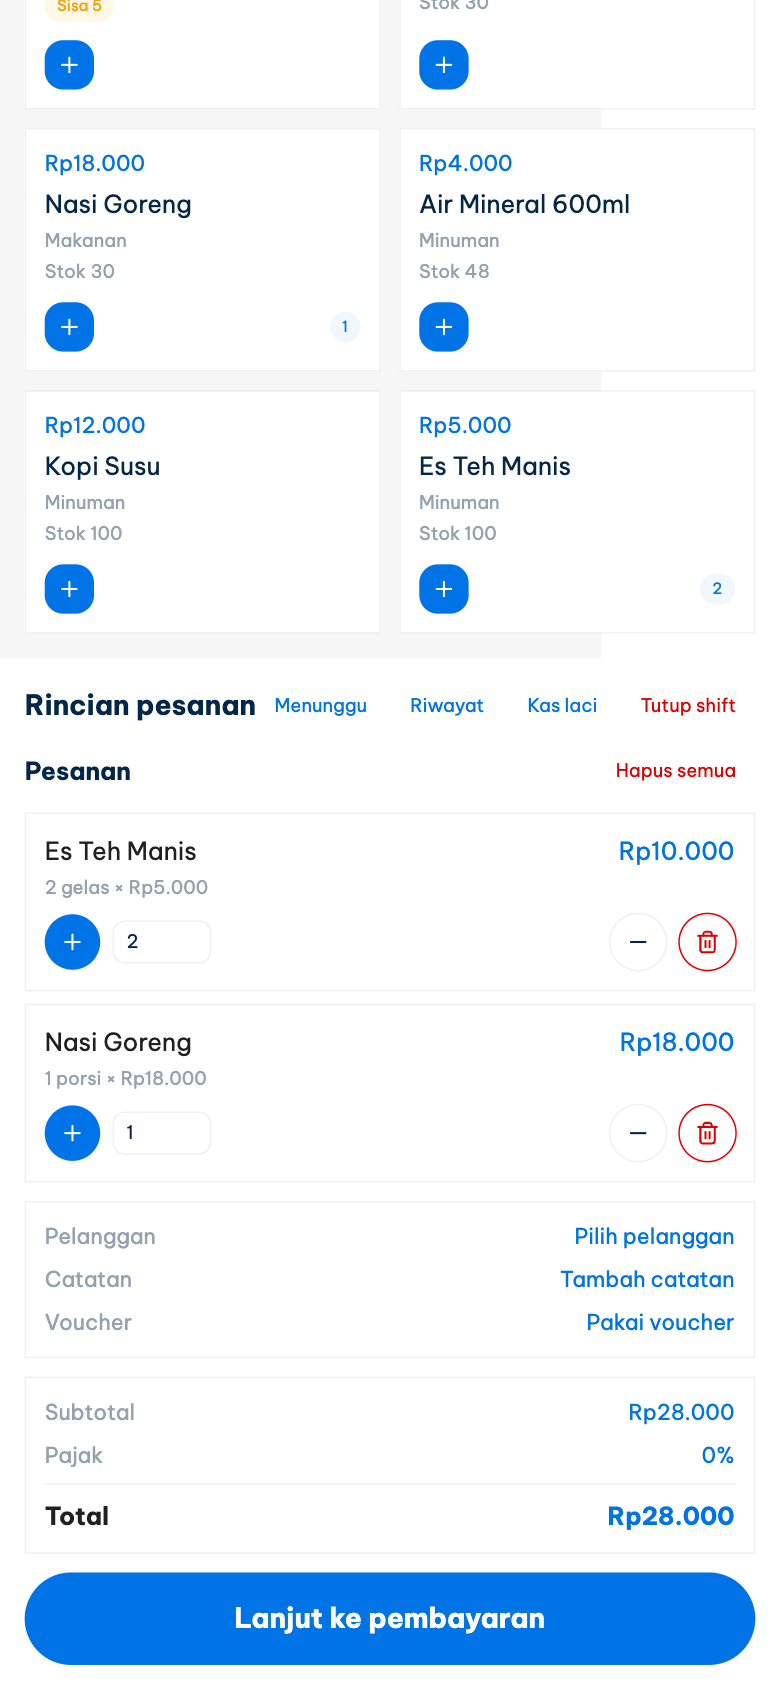 Sisa 5
Stok 30
Rp18.000
Nasi Goreng
Makanan
Stok 30
1
Rp4.000
Air Mineral 600ml
Minuman
Stok 48
Rp12.000
Kopi Susu
Minuman
Stok 100
Rp5.000
Es Teh Manis
Minuman
Stok 100
2
Rincian pesanan Menunggu Riwayat Kas laci Tutup shift
Pesanan Hapus semua
Es Teh Manis Rp10.000
2 gelas × Rp5.000
2
Nasi Goreng Rp18.000
1 porsi × Rp18.000
1
Pelanggan Pilih pelanggan
Catatan Tambah catatan
Voucher Pakai voucher
Subtotal Rp28.000
Pajak 0%
Total Rp28.000
Lanjut ke pembayaran